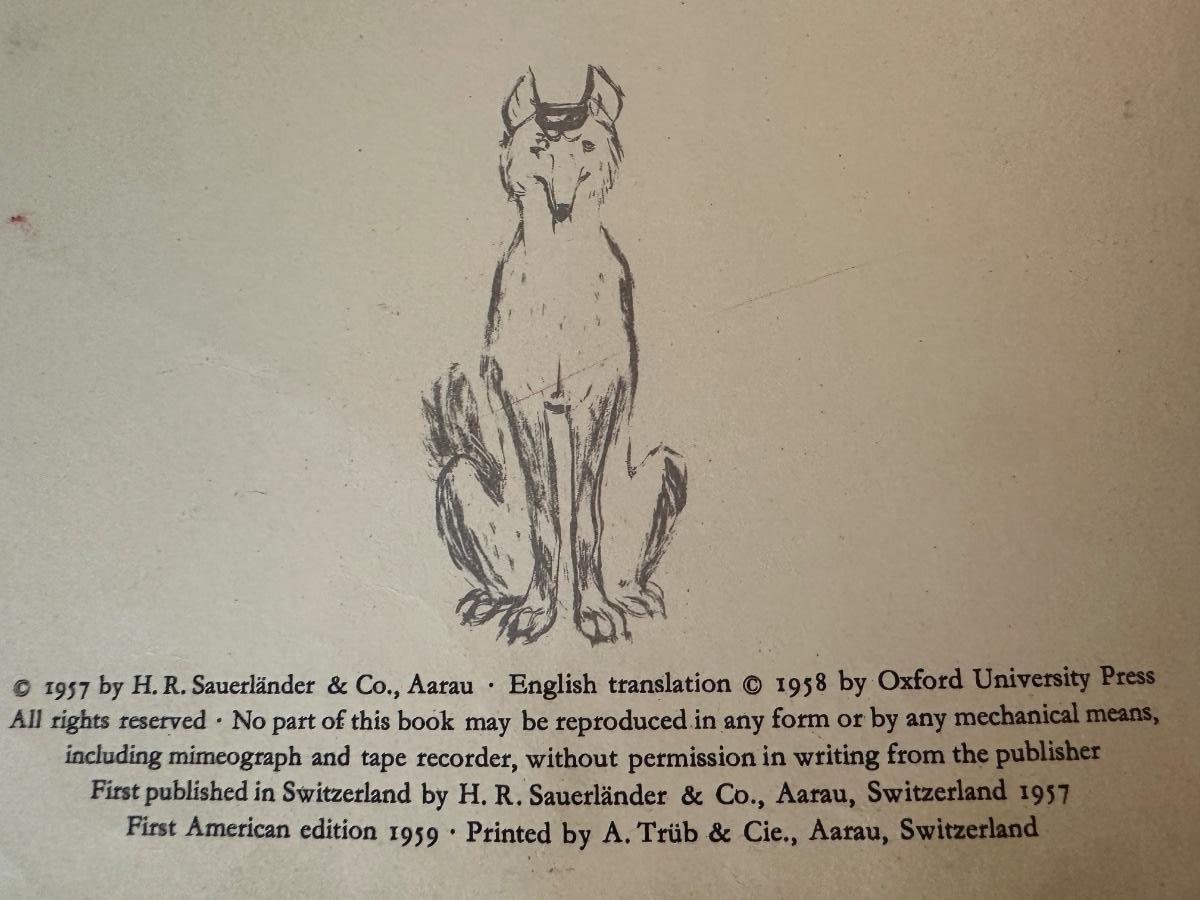 © 1957 by H. R. Sauerländer & Co., Aarau · English translation © 1958 by Oxford University Press
All rights reserved · No part of this book may be reproduced in any form or by any mechanical means,
including mimeograph and tape recorder, without permission in writing from the publisher
First published in Switzerland by H. R. Sauerländer & Co., Aarau, Switzerland 1957
First American edition 1959 · Printed by A. Trüb & Cie., Aarau, Switzerland